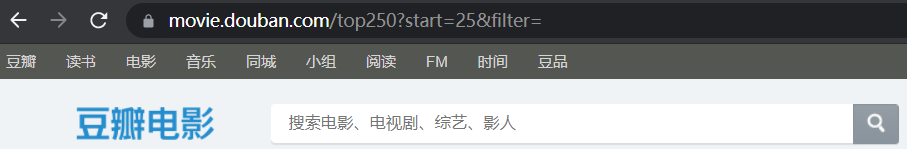 movie.douban.com/top250?start=25&filter=
豆瓣 读书 电影 音乐 同城 小组 阅读 FM 时间 豆品
豆瓣电影 搜索电影、电视剧、综艺、影人